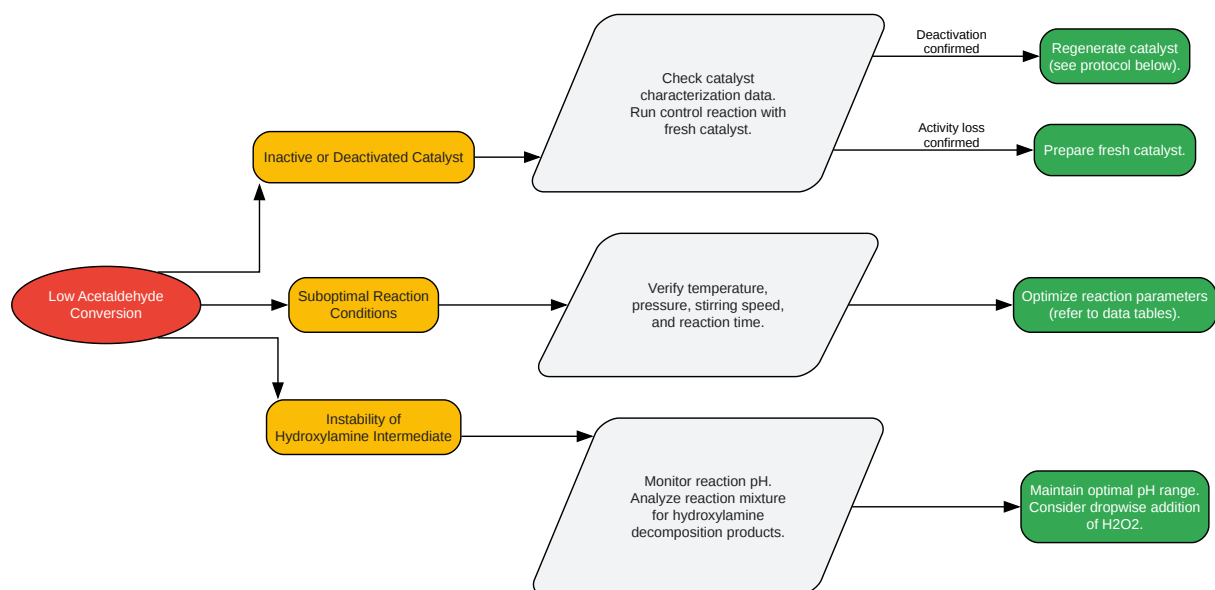 Low Acetaldehyde
Conversion
Inactive or Deactivated Catalyst
Check catalyst
characterization data.
Run control reaction with
fresh catalyst.
Deactivation
confirmed
Regenerate catalyst
(see protocol below).
Activity loss
confirmed
Prepare fresh catalyst.
Suboptimal Reaction
Conditions
Verify temperature,
pressure, stirring speed,
and reaction time.
Optimize reaction parameters
(refer to data tables).
Instability of
Hydroxylamine Intermediate
Monitor reaction pH.
Analyze reaction mixture
for hydroxylamine
decomposition products.
Maintain optimal pH range.
Consider dropwise addition
of H2O2.